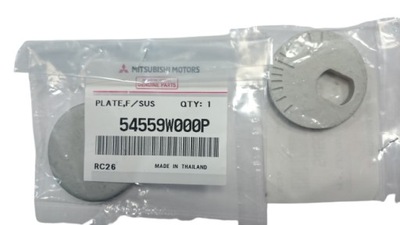 MITSUBISHI MOTORS
GENUINE PARTS
PLATE,F/SUS QTY: 1
54559W000P
RC26 MADE IN THAILAND